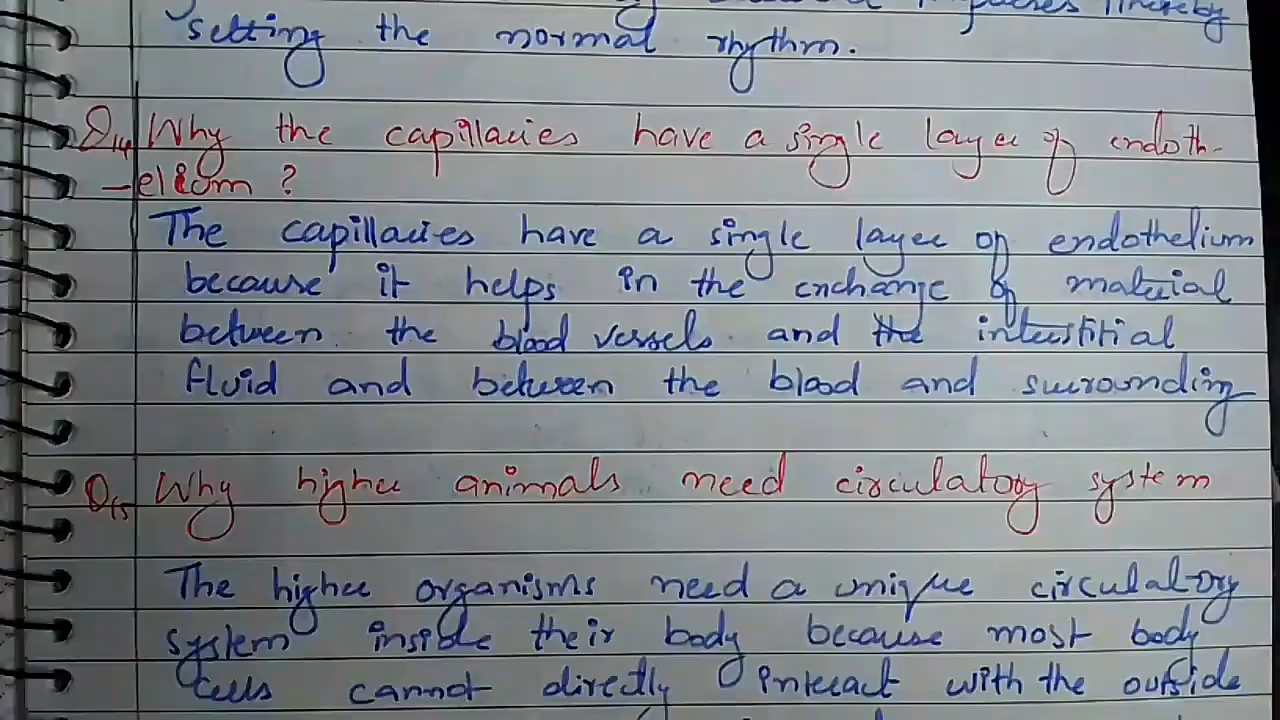 impulses thereby
setting the normal rhythm.
Q14 Why the capillaries have a single layer of endoth-
-elium ?
The capillaries have a single layer of endothelium
because it helps in the exchange of material
between the blood vessels and the interstitial
fluid and between the blood and surrounding
Q15 Why higher animals need circulatory system
The higher organisms need a unique circulatory
system inside their body because most body
cells cannot directly interact with the outside